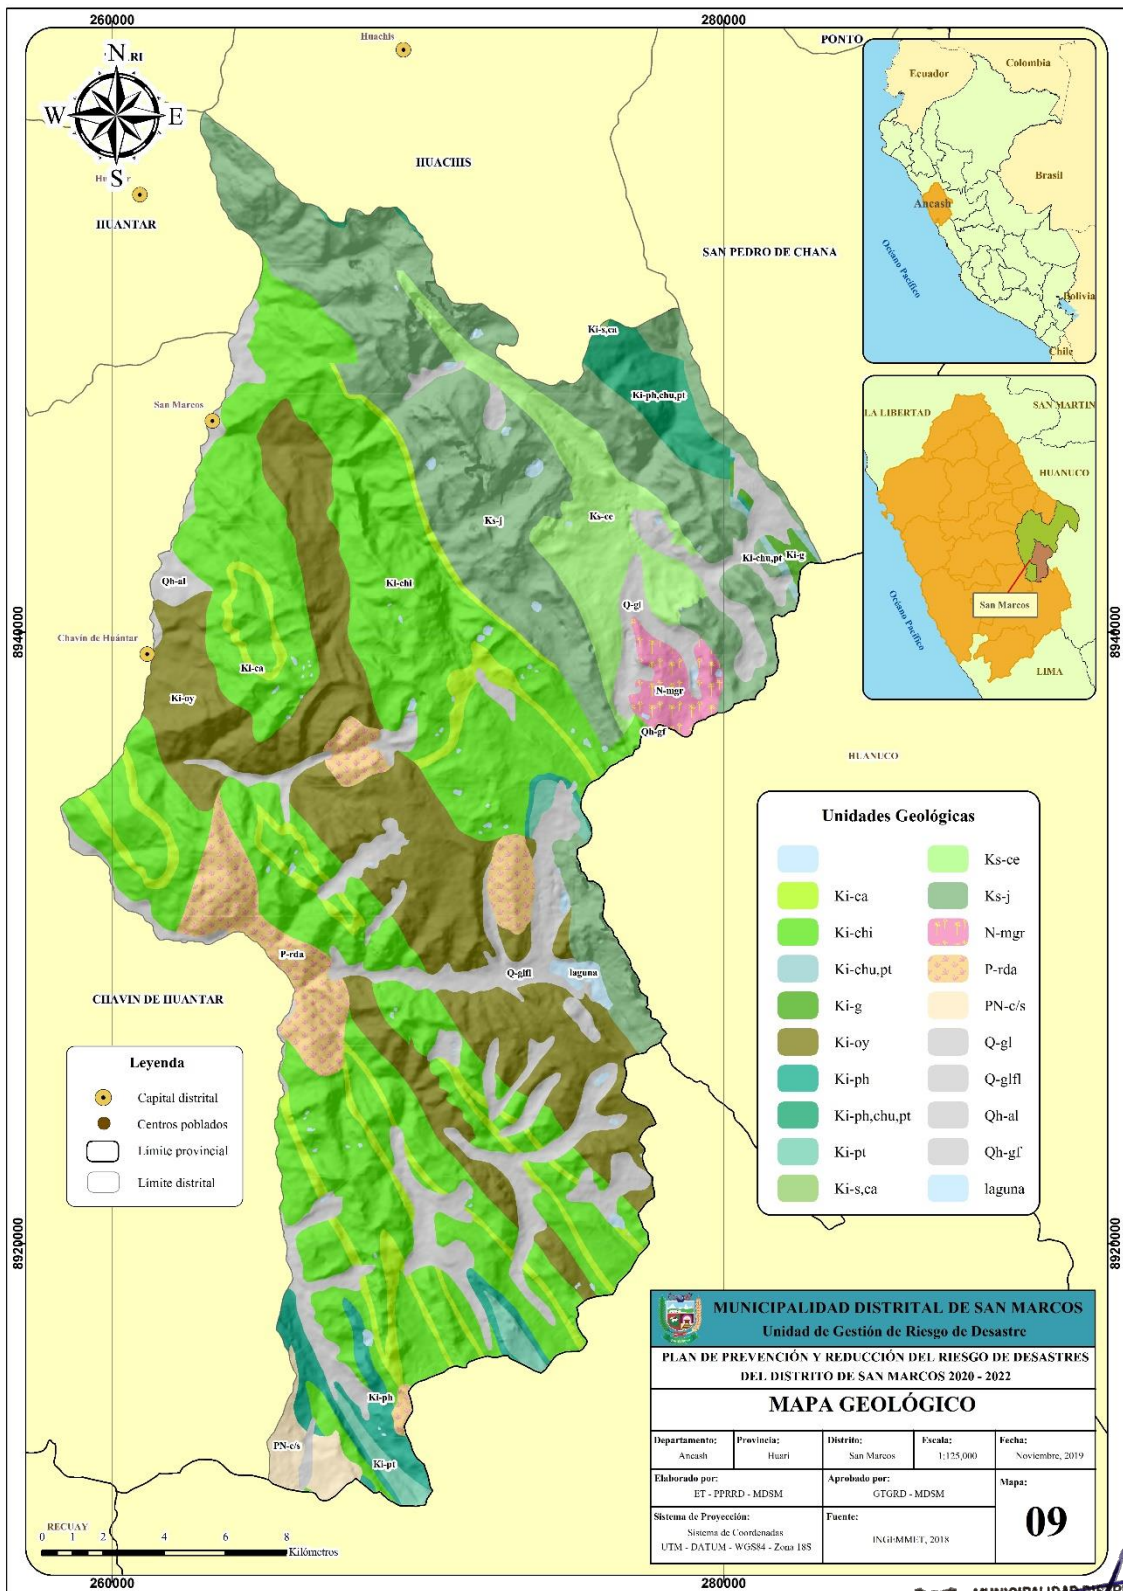 260000
280000
Huachis
PONTO
N
.RI
W
E
S
HUANTAR
HUACHIS
SAN PEDRO DE CHANA
Ecuador
Colombia
Brasil
Ancash
Océano Pacífico
Bolivia
Chile
Ki-s,ca
Ki-ph,chu,pt
San Marcos
LA LIBERTAD
SAN MARTIN
HUANUCO
Océano Pacífico
San Marcos
LIMA
Ks-j
Ks-ce
Ki-chu,pt
Ki-g
Qh-al
Ki-chi
Q-gl
8940000
8940000
Chavín de Huántar
Ki-ca
Ki-oy
N-mgr
Qh-gf
HUANUCO
Unidades Geológicas
Ki-ca
Ki-chi
Ki-chu,pt
Ki-g
Ki-oy
Ki-ph
Ki-ph,chu,pt
Ki-pt
Ki-s,ca
Ks-ce
Ks-j
N-mgr
P-rda
PN-c/s
Q-gl
Q-glfl
Qh-al
Qh-gf
laguna
P-rda
Q-glfl
laguna
CHAVIN DE HUANTAR
Leyenda
Capital distrital
Centros poblados
Límite provincial
Límite distrital
8920000
8920000
Ki-ph
PN-c/s
Ki-pt
RECUAY
0 1 2 4 6 8
Kilómetros
MUNICIPALIDAD DISTRITAL DE SAN MARCOS
Unidad de Gestión de Riesgo de Desastre
PLAN DE PREVENCIÓN Y REDUCCIÓN DEL RIESGO DE DESASTRES
DEL DISTRITO DE SAN MARCOS 2020 - 2022
MAPA GEOLÓGICO
Departamento:
Ancash
Provincia:
Huari
Distrito:
San Marcos
Escala:
1:125,000
Fecha:
Noviembre, 2019
Elaborado por:
ET - PPRRD - MDSM
Aprobado por:
GTGRD - MDSM
Mapa:
09
Sistema de Proyección:
Sistema de Coordenadas
UTM - DATUM - WGS84 - Zona 18S
Fuente:
INGEMMET, 2018
260000
280000
MUNICIPALIDAD